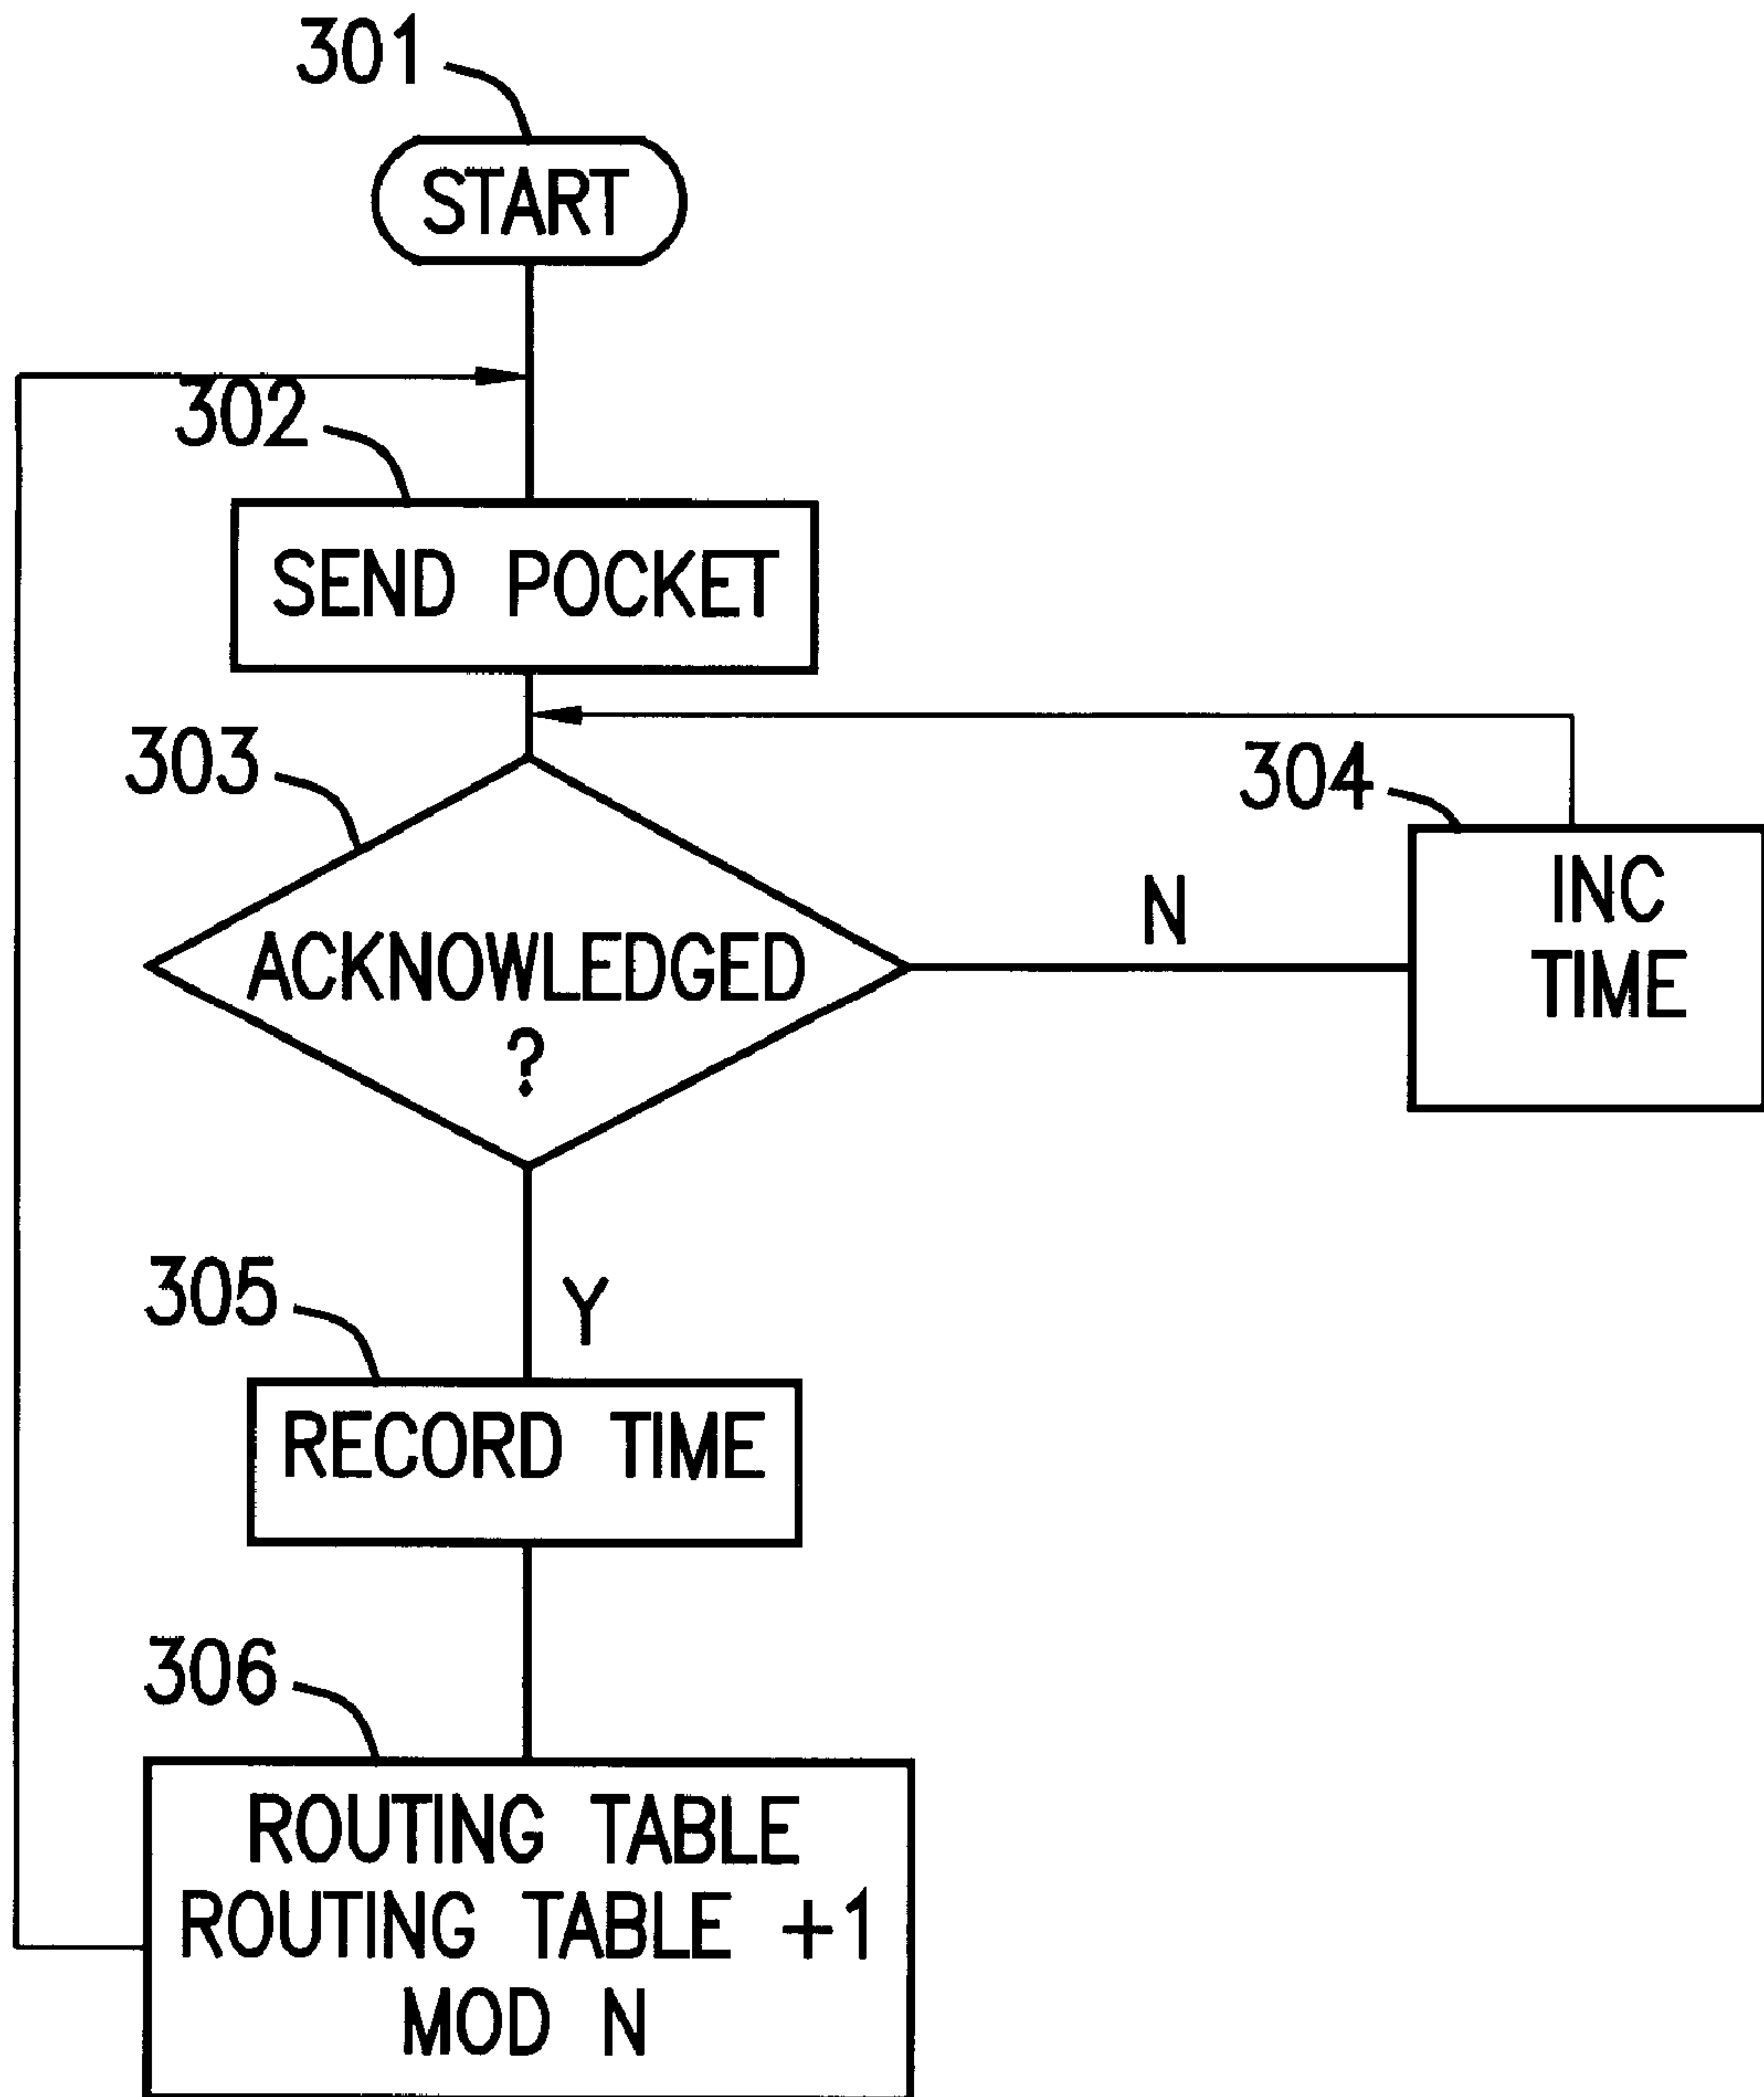 301
START
302
SEND POCKET
303
304
ACKNOWLEDGED
?
N
INC
TIME
305
Y
RECORD TIME
306
ROUTING TABLE
ROUTING TABLE +1
MOD N